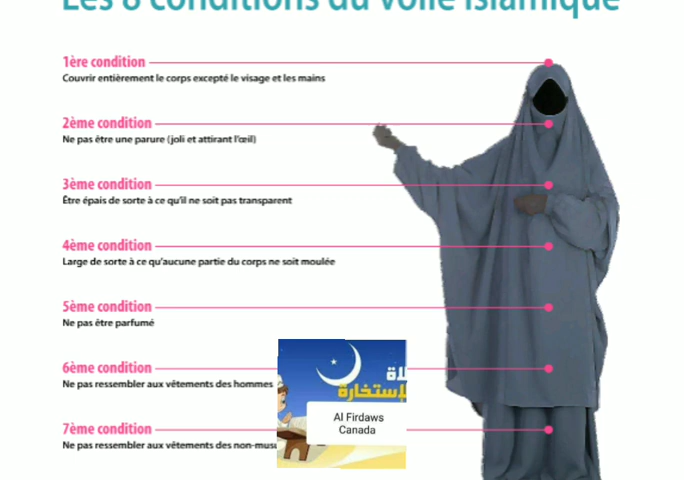 Les 8 conditions du voile islamique
1ère condition
Couvrir entièrement le corps excepté le visage et les mains
2ème condition
Ne pas être une parure (joli et attirant l'œil)
3ème condition
Être épais de sorte à ce qu'il ne soit pas transparent
4ème condition
Large de sorte à ce qu'aucune partie du corps ne soit moulée
5ème condition
Ne pas être parfumé
6ème condition
Ne pas ressembler aux vêtements des hommes
7ème condition
Ne pas ressembler aux vêtements des
Al Firdaws
Canada